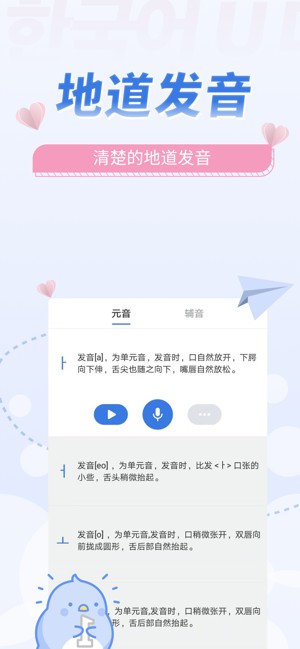 한국어
地道发音
清楚的地道发音
元音 辅音
ㅏ 发音[a]，为单元音，发音时，口自然放开，下腭
向下伸，舌尖也随之向下，嘴唇自然放松。
ㅓ 发音[eo]，为单元音，发音时，比发 <ㅏ> 口张的
小些，舌头稍微抬起。
ㅗ 发音[o]，为单元音,发音时，口稍微张开，双唇向
前拢成圆形，舌后部自然抬起。
为单元音,发音时，口稍微张开，双唇
形，舌后部自然抬起。